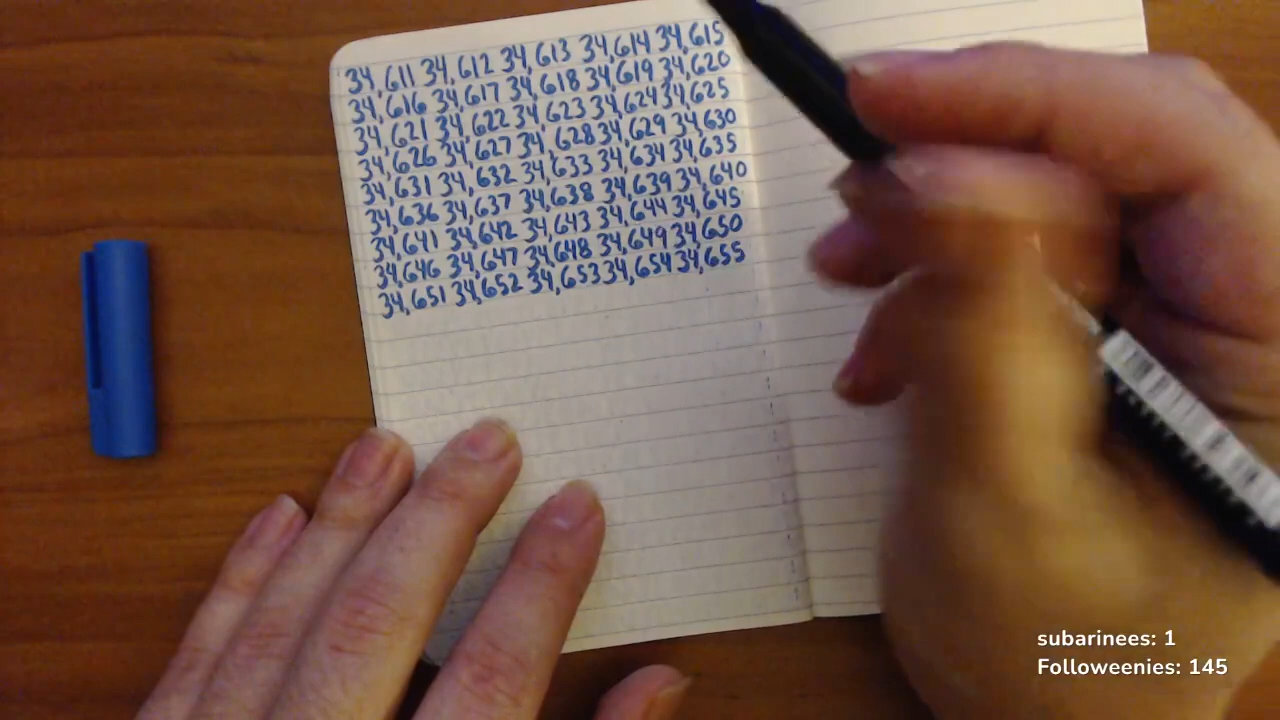 34,611 34,612 34,613 34,614 34,615
34,616 34,617 34,618 34,619 34,620
34,621 34,622 34,623 34,624 34,625
34,626 34,627 34,628 34,629 34,630
34,631 34,632 34,633 34,634 34,635
34,636 34,637 34,638 34,639 34,640
34,641 34,642 34,643 34,644 34,645
34,646 34,647 34,648 34,649 34,650
34,651 34,652 34,653 34,654 34,655
subarinees: 1
Followeenies: 145